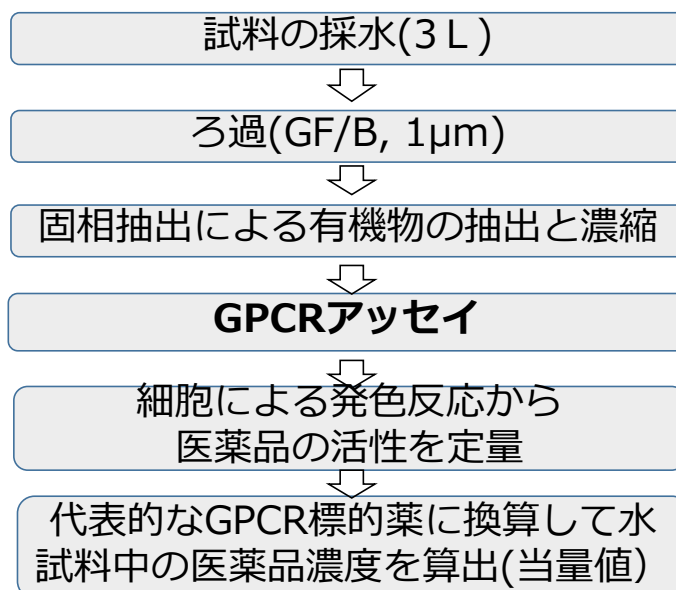 試料の採水(3Ｌ)
ろ過(GF/B, 1μm)
固相抽出による有機物の抽出と濃縮
GPCRアッセイ
細胞による発色反応から
医薬品の活性を定量
代表的なGPCR標的薬に換算して水
試料中の医薬品濃度を算出(当量値）